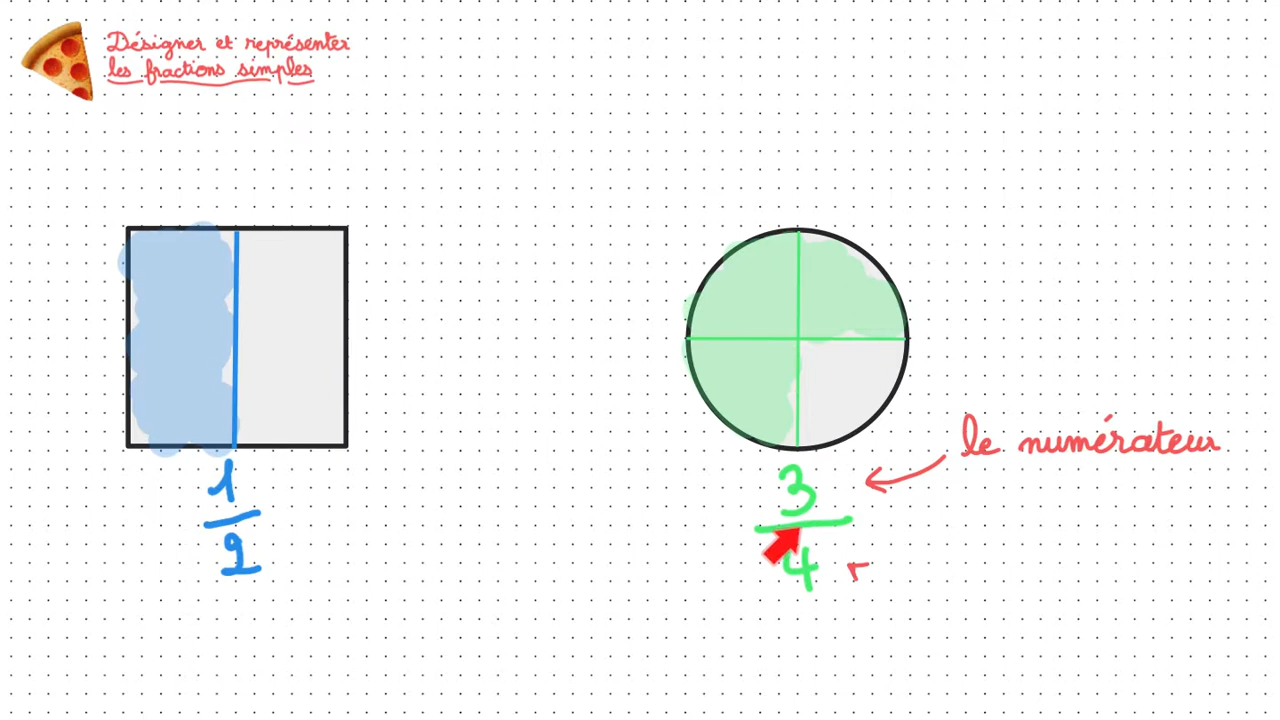 Désigner et représenter
les fractions simples
le numérateur
1
2
3
4